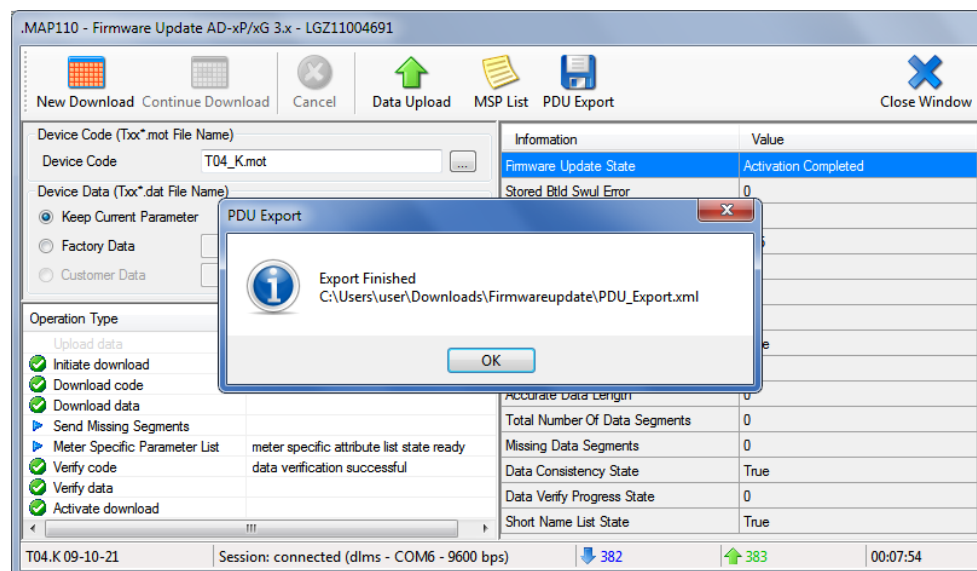 .MAP110 - Firmware Update AD-xP/xG 3.x - LGZ11004691
New Download Continue Download Cancel Data Upload MSP List PDU Export Close Window
Device Code (Txx*.mot File Name)
Device Code T04_K.mot ...
Device Data (Txx*.dat File Name)
Keep Current Parameter
Factory Data
Customer Data
Information Value
Firmware Update State Activation Completed
Stored Btld Swul Error 0
PDU Export
Export Finished
C:\Users\user\Downloads\Firmwareupdate\PDU_Export.xml
OK
Operation Type
Upload data
Initiate download
Download code
Download data
Send Missing Segments
Meter Specific Parameter List meter specific attribute list state ready
Verify code data verification successful
Verify data
Activate download
Accurate Data Length 0
Total Number Of Data Segments 0
Missing Data Segments 0
Data Consistency State True
Data Verify Progress State 0
Short Name List State True
T04.K 09-10-21 Session: connected (dlms - COM6 - 9600 bps) 382 383 00:07:54